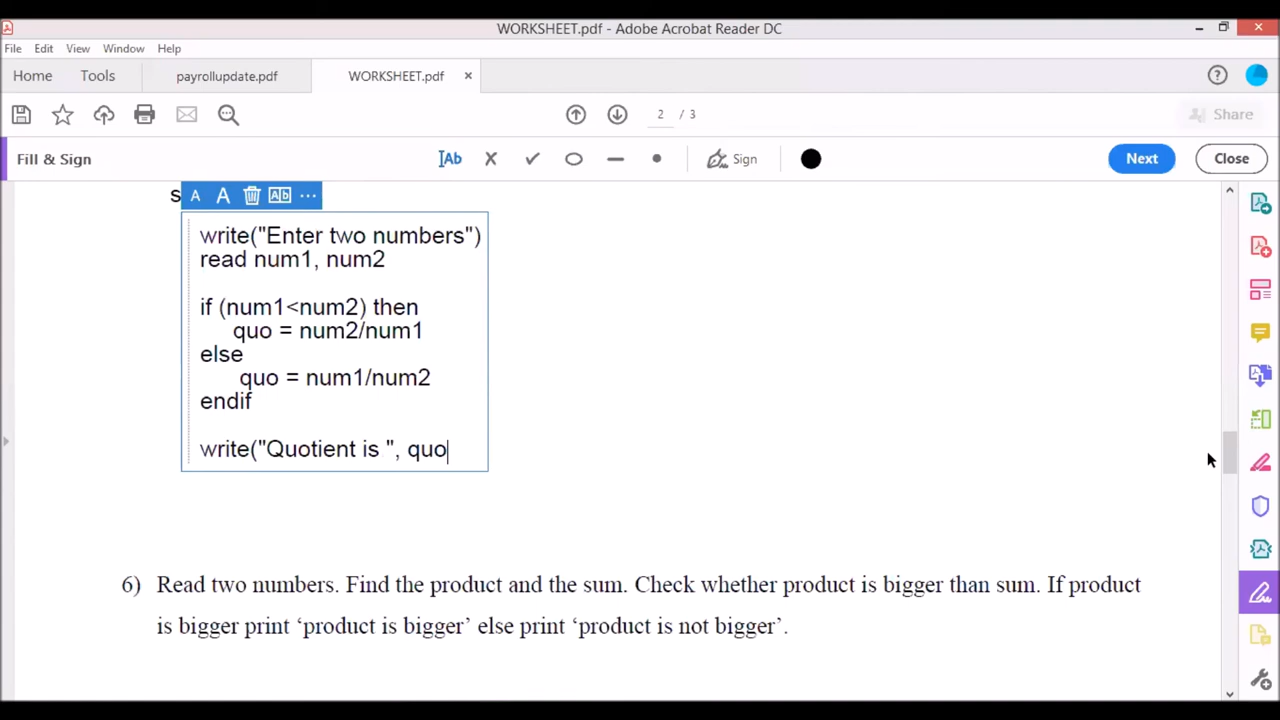 WORKSHEET.pdf - Adobe Acrobat Reader DC
File Edit View Window Help
Home Tools payrollupdate.pdf WORKSHEET.pdf ×
2 / 3 Share
Fill & Sign Ab Sign Next Close
s A A Ab ...
write("Enter two numbers")
read num1, num2
if (num1<num2) then
quo = num2/num1
else
quo = num1/num2
endif
write("Quotient is ", quo
6) Read two numbers. Find the product and the sum. Check whether product is bigger than sum. If product
is bigger print ‘product is bigger’ else print ‘product is not bigger’.